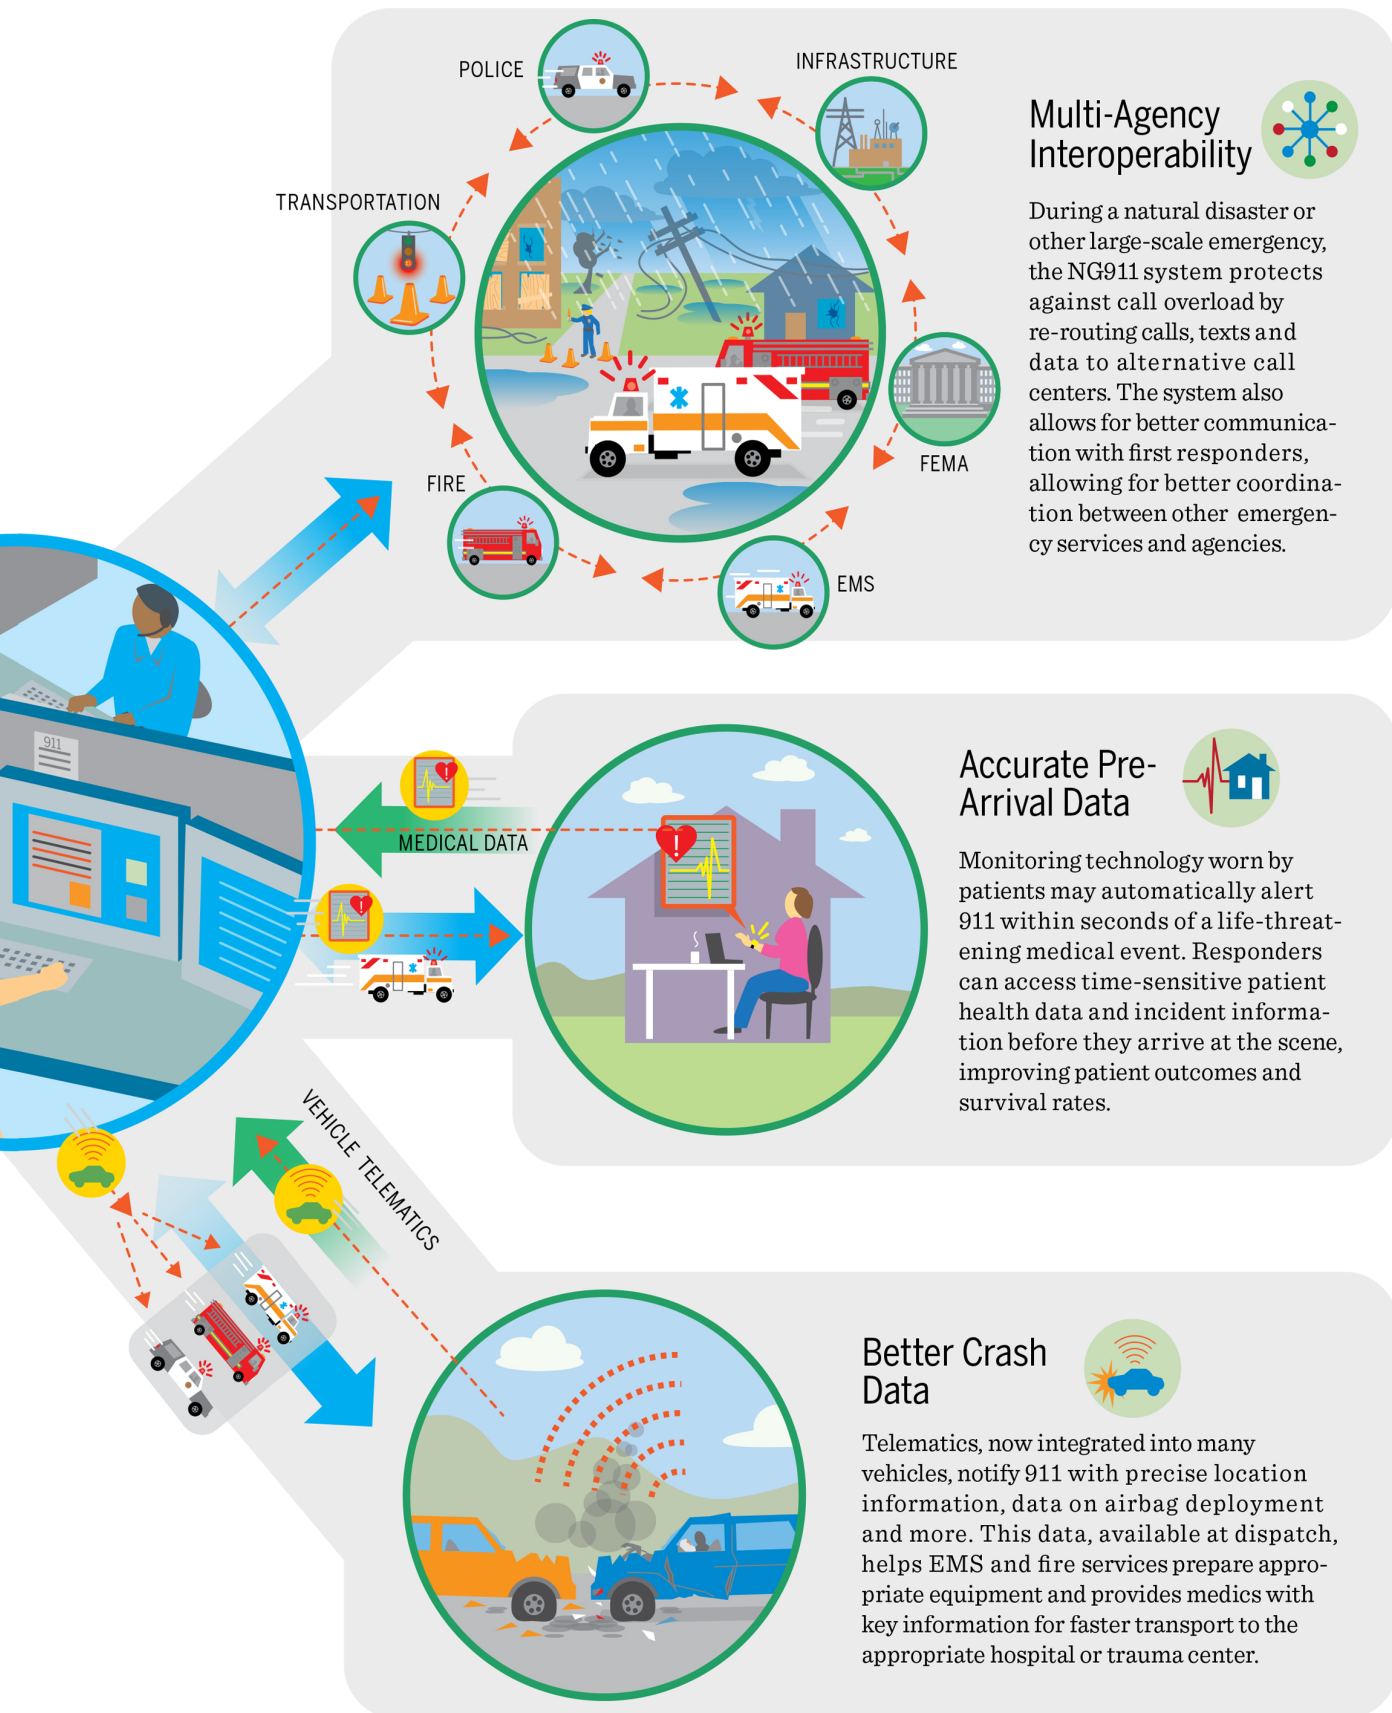 POLICE
INFRASTRUCTURE
TRANSPORTATION
FIRE
FEMA
EMS
Multi-Agency
Interoperability
During a natural disaster or
other large-scale emergency,
the NG911 system protects
against call overload by
re-routing calls, texts and
data to alternative call
centers. The system also
allows for better communica-
tion with first responders,
allowing for better coordina-
tion between other emergen-
cy services and agencies.
911
MEDICAL DATA
Accurate Pre-
Arrival Data
Monitoring technology worn by
patients may automatically alert
911 within seconds of a life-threat-
ening medical event. Responders
can access time-sensitive patient
health data and incident informa-
tion before they arrive at the scene,
improving patient outcomes and
survival rates.
VEHICLE TELEMATICS
Better Crash
Data
Telematics, now integrated into many
vehicles, notify 911 with precise location
information, data on airbag deployment
and more. This data, available at dispatch,
helps EMS and fire services prepare appro-
priate equipment and provides medics with
key information for faster transport to the
appropriate hospital or trauma center.